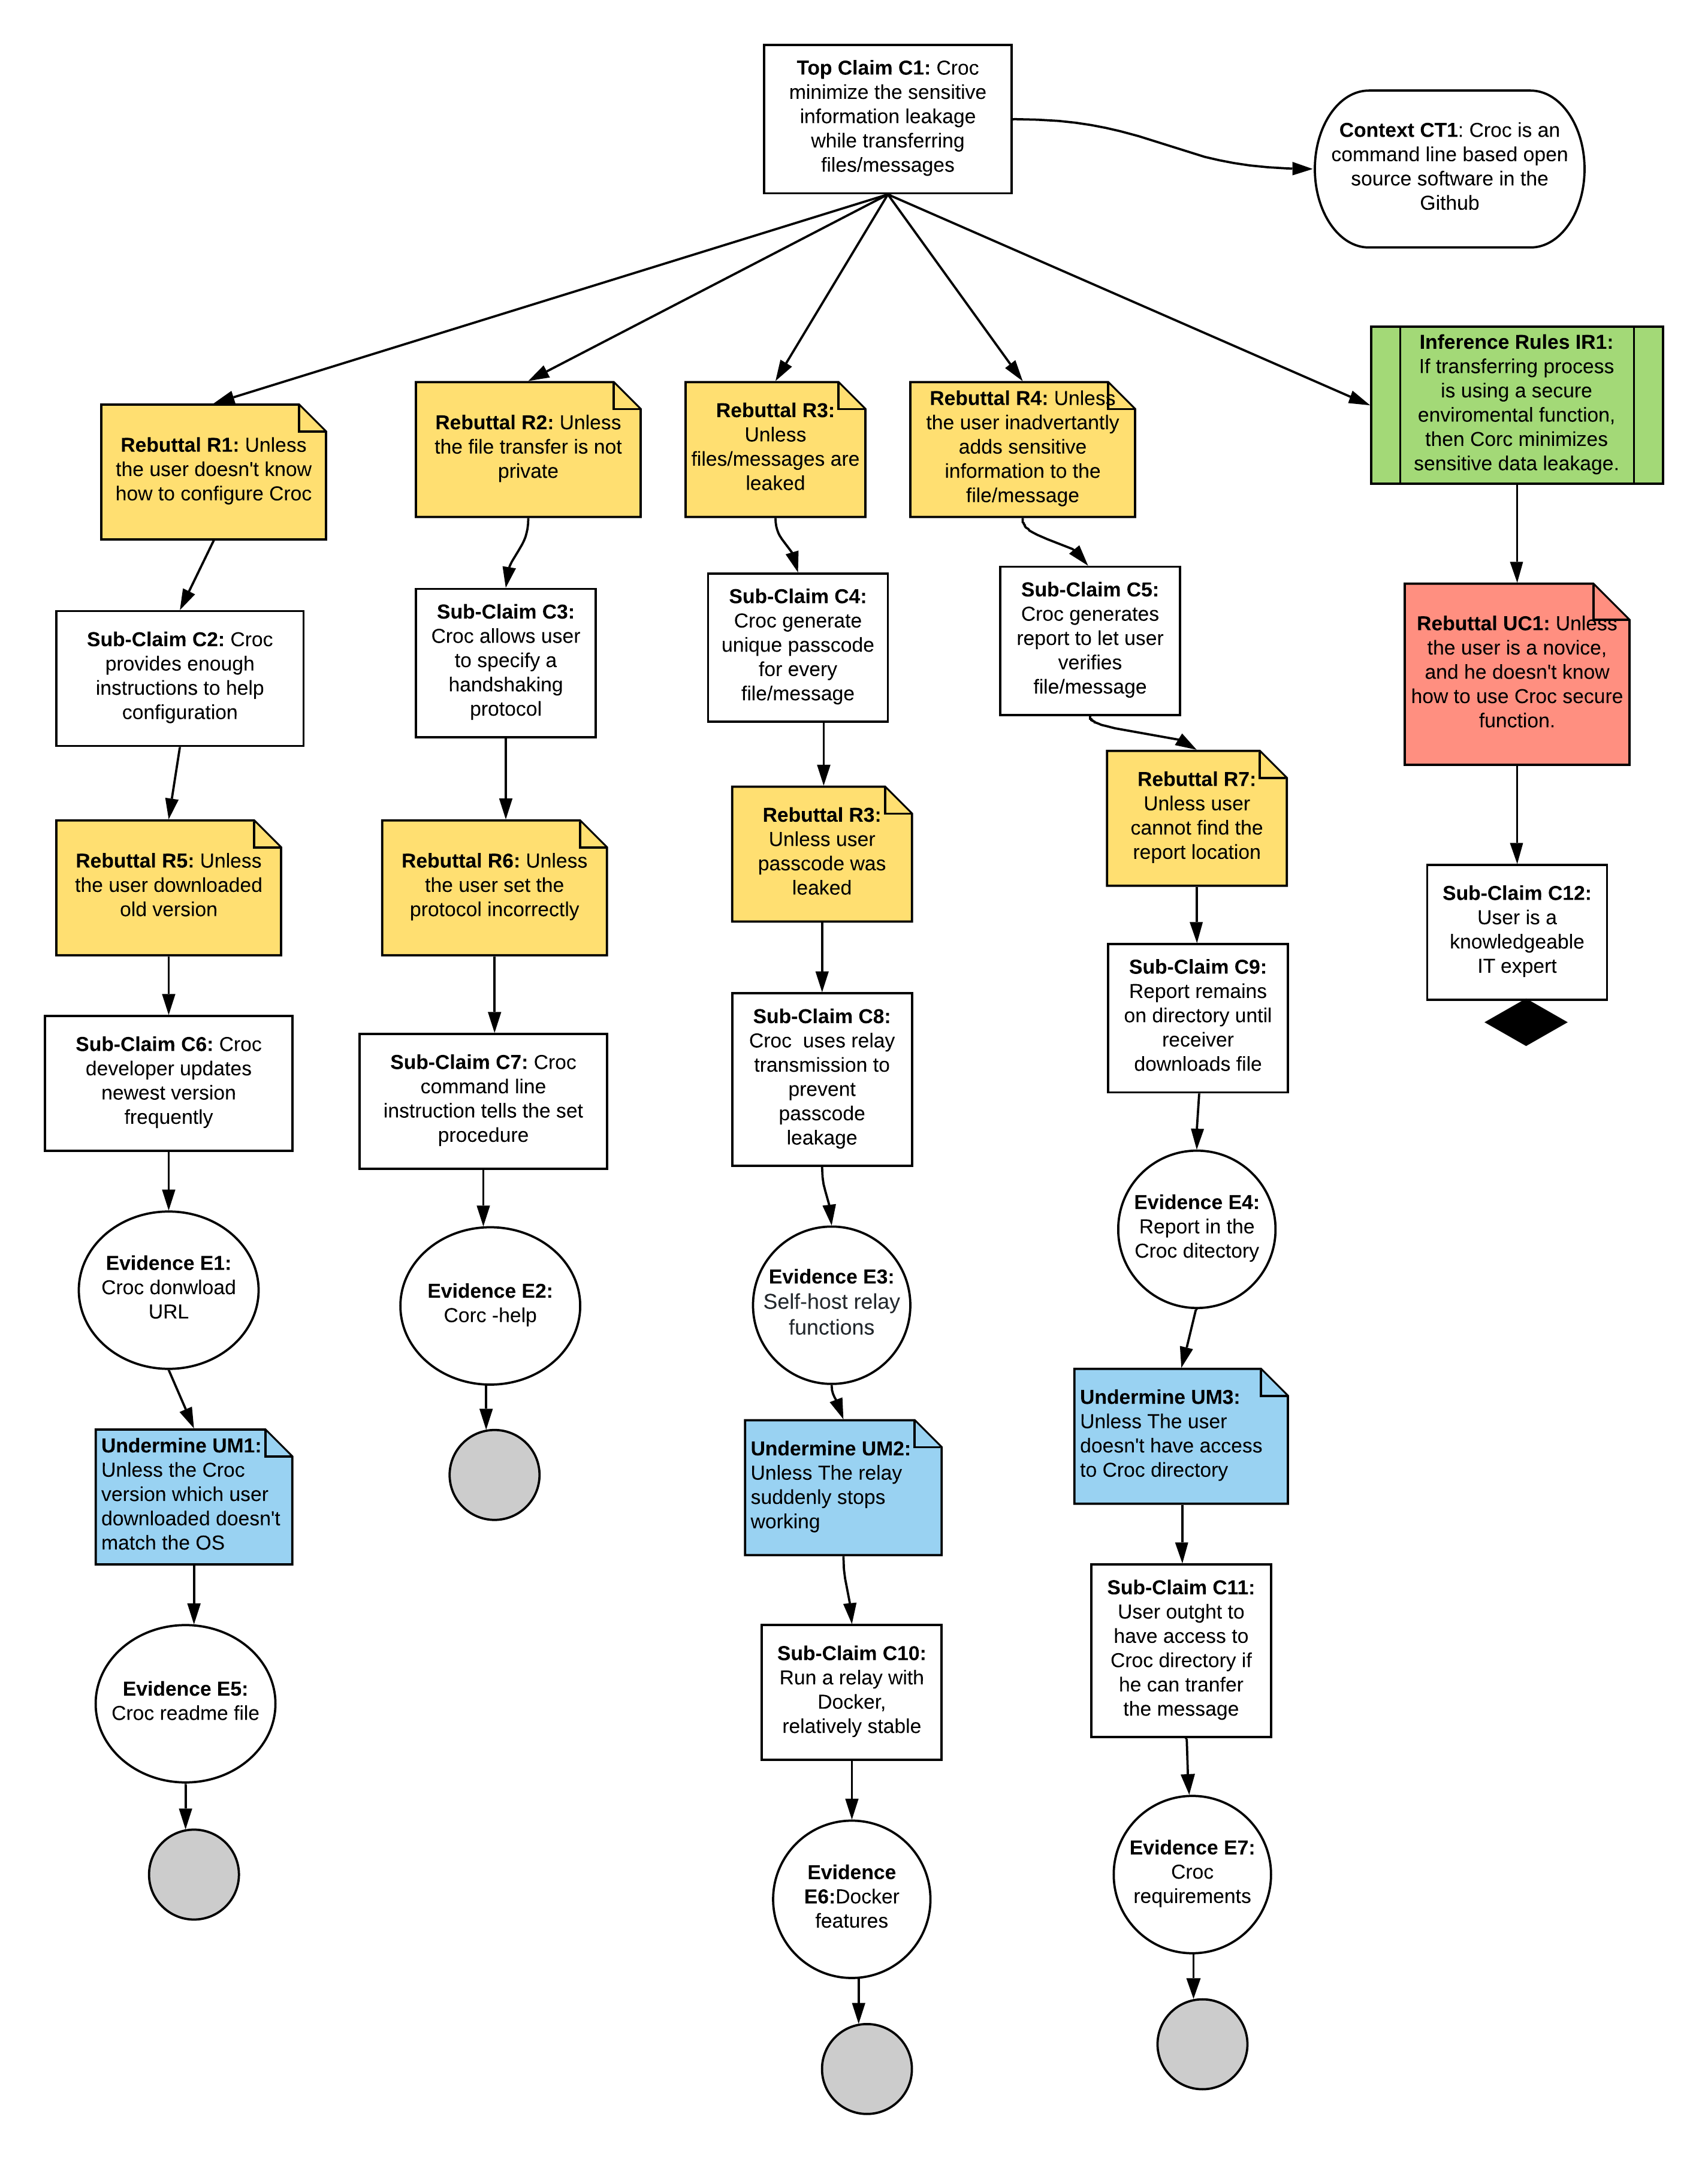 Top Claim C1: Croc
minimize the sensitive
information leakage
while transferring
files/messages
Context CT1: Croc is an
command line based open
source software in the
Github
Rebuttal R1: Unless
the user doesn't know
how to configure Croc
Rebuttal R2: Unless
the file transfer is not
private
Rebuttal R3:
Unless
files/messages are
leaked
Rebuttal R4: Unless
the user inadvertantly
adds sensitive
information to the
file/message
Inference Rules IR1:
If transferring process
is using a secure
enviromental function,
then Corc minimizes
sensitive data leakage.
Sub-Claim C2: Croc
provides enough
instructions to help
configuration
Sub-Claim C3:
Croc allows user
to specify a
handshaking
protocol
Sub-Claim C4:
Croc generate
unique passcode
for every
file/message
Sub-Claim C5:
Croc generates
report to let user
verifies
file/message
Rebuttal UC1: Unless
the user is a novice,
and he doesn't know
how to use Croc secure
function.
Rebuttal R5: Unless
the user downloaded
old version
Rebuttal R6: Unless
the user set the
protocol incorrectly
Rebuttal R3:
Unless user
passcode was
leaked
Rebuttal R7:
Unless user
cannot find the
report location
Sub-Claim C12:
User is a
knowledgeable
IT expert
Sub-Claim C6: Croc
developer updates
newest version
frequently
Sub-Claim C7: Croc
command line
instruction tells the set
procedure
Sub-Claim C8:
Croc  uses relay
transmission to
prevent
passcode
leakage
Sub-Claim C9:
Report remains
on directory until
receiver
downloads file
Evidence E1:
Croc donwload
URL
Evidence E2:
Corc -help
Evidence E3:
Self-host relay
functions
Evidence E4:
Report in the
Croc ditectory
Undermine UM1:
Unless the Croc
version which user
downloaded doesn't
match the OS
Undermine UM2:
Unless The relay
suddenly stops
working
Undermine UM3:
Unless The user
doesn't have access
to Croc directory
Evidence E5:
Croc readme file
Sub-Claim C10:
Run a relay with
Docker,
relatively stable
Sub-Claim C11:
User outght to
have access to
Croc directory if
he can tranfer
the message
Evidence
E6:Docker
features
Evidence E7:
Croc
requirements